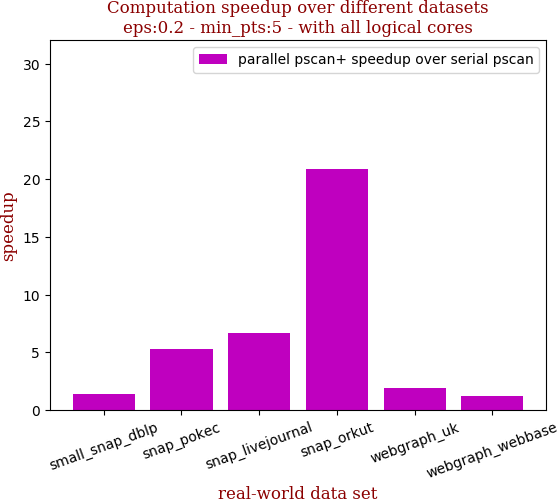 Computation speedup over different datasets
eps:0.2 - min_pts:5 - with all logical cores
parallel pscan+ speedup over serial pscan
speedup
30
25
20
15
10
5
0
small_snap_dblp
snap_pokec
snap_livejournal
snap_orkut
webgraph_uk
webgraph_webbase
real-world data set